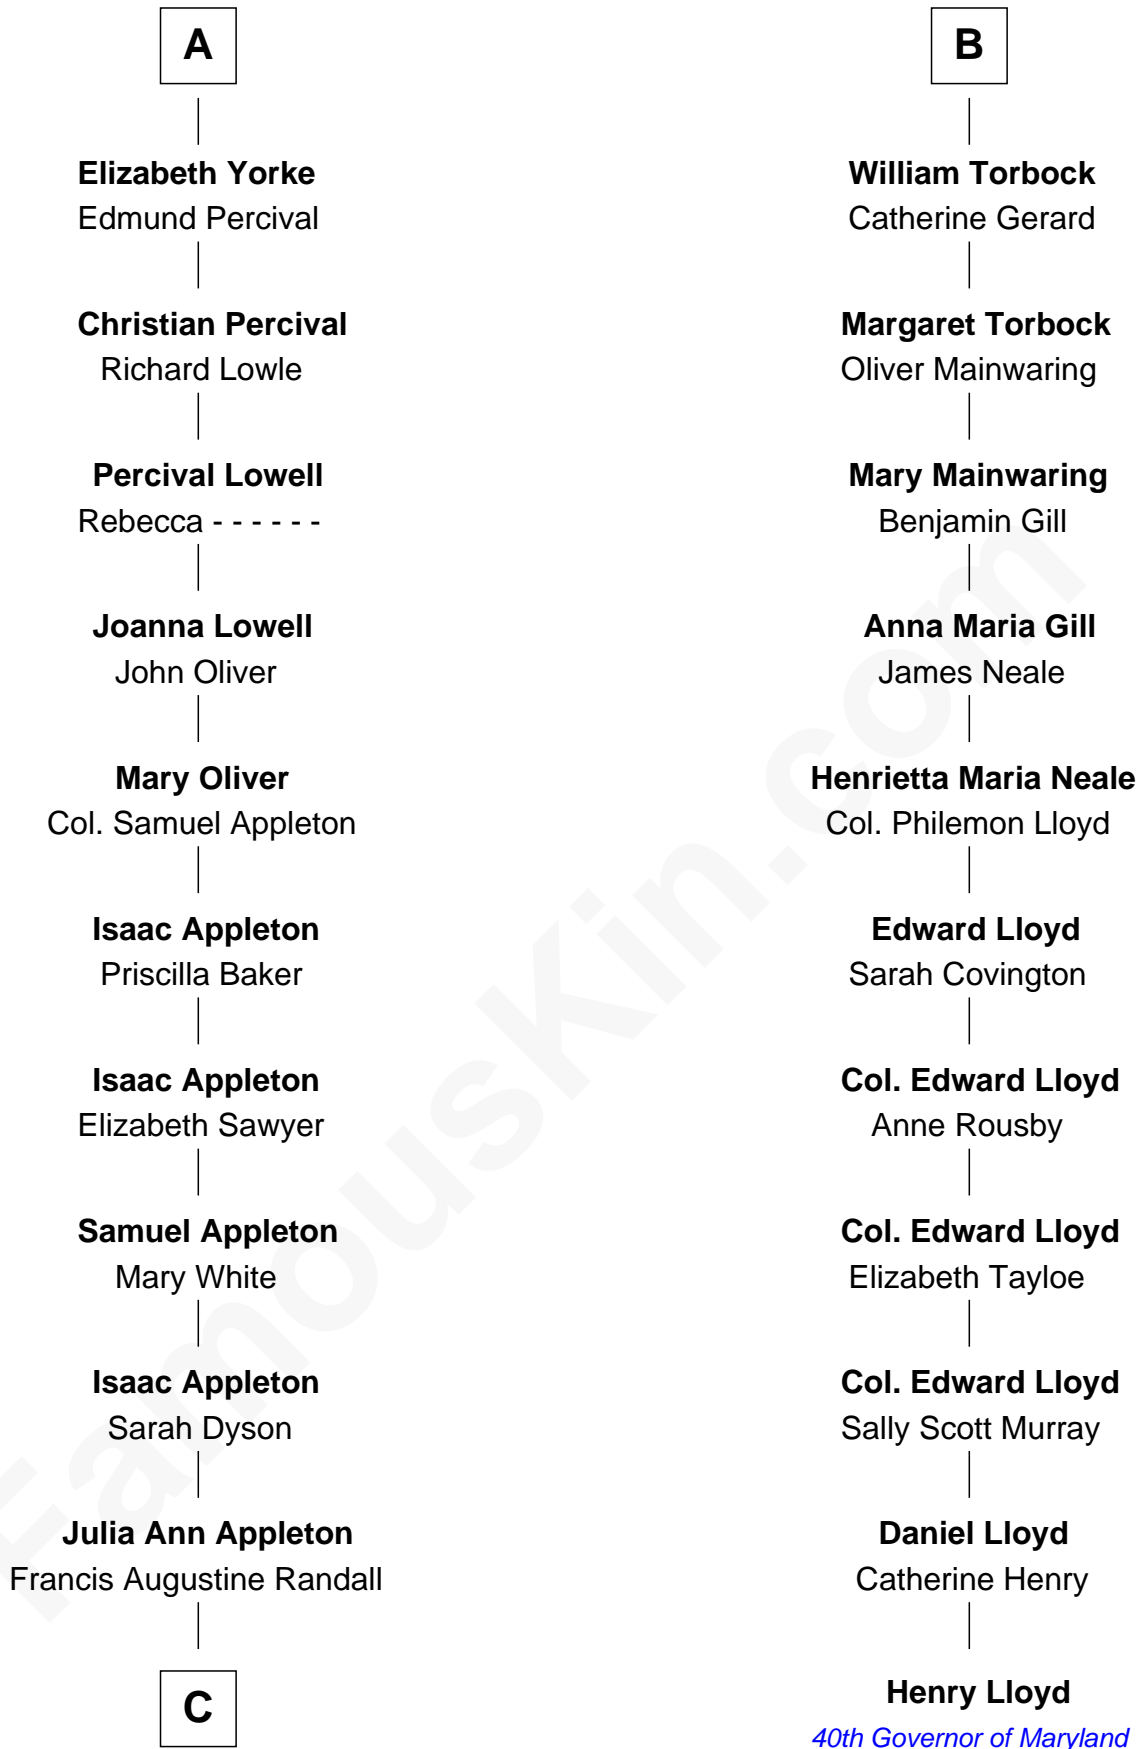 A
Elizabeth Yorke
Edmund Percival
Christian Percival
Richard Lowle
Percival Lowell
Rebecca - - - - - -
Joanna Lowell
John Oliver
Mary Oliver
Col. Samuel Appleton
Isaac Appleton
Priscilla Baker
Isaac Appleton
Elizabeth Sawyer
Samuel Appleton
Mary White
Isaac Appleton
Sarah Dyson
Julia Ann Appleton
Francis Augustine Randall
C
B
William Torbock
Catherine Gerard
Margaret Torbock
Oliver Mainwaring
Mary Mainwaring
Benjamin Gill
Anna Maria Gill
James Neale
Henrietta Maria Neale
Col. Philemon Lloyd
Edward Lloyd
Sarah Covington
Col. Edward Lloyd
Anne Rousby
Col. Edward Lloyd
Elizabeth Tayloe
Col. Edward Lloyd
Sally Scott Murray
Daniel Lloyd
Catherine Henry
Henry Lloyd
40th Governor of Maryland
FamousKin.com